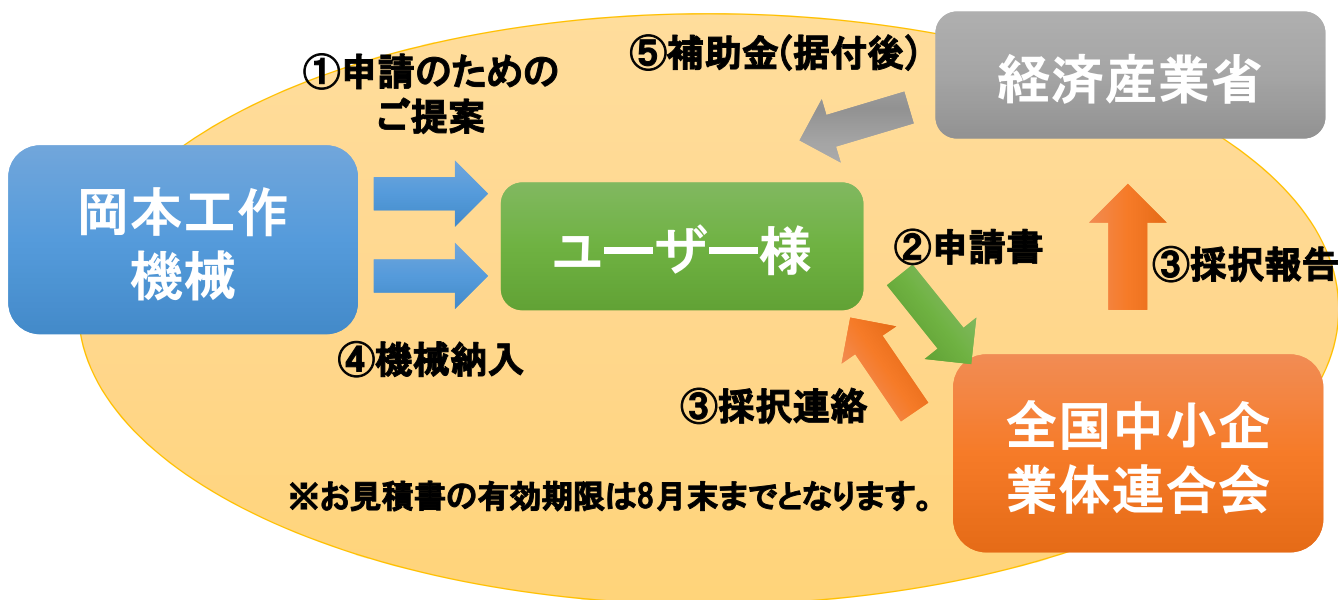 ①申請のための
ご提案
⑤補助金(据付後)
経済産業省
岡本工作
機械
ユーザー様
②申請書
③採択報告
④機械納入
③採択連絡
全国中小企
業体連合会
※お見積書の有効期限は8月末までとなります。